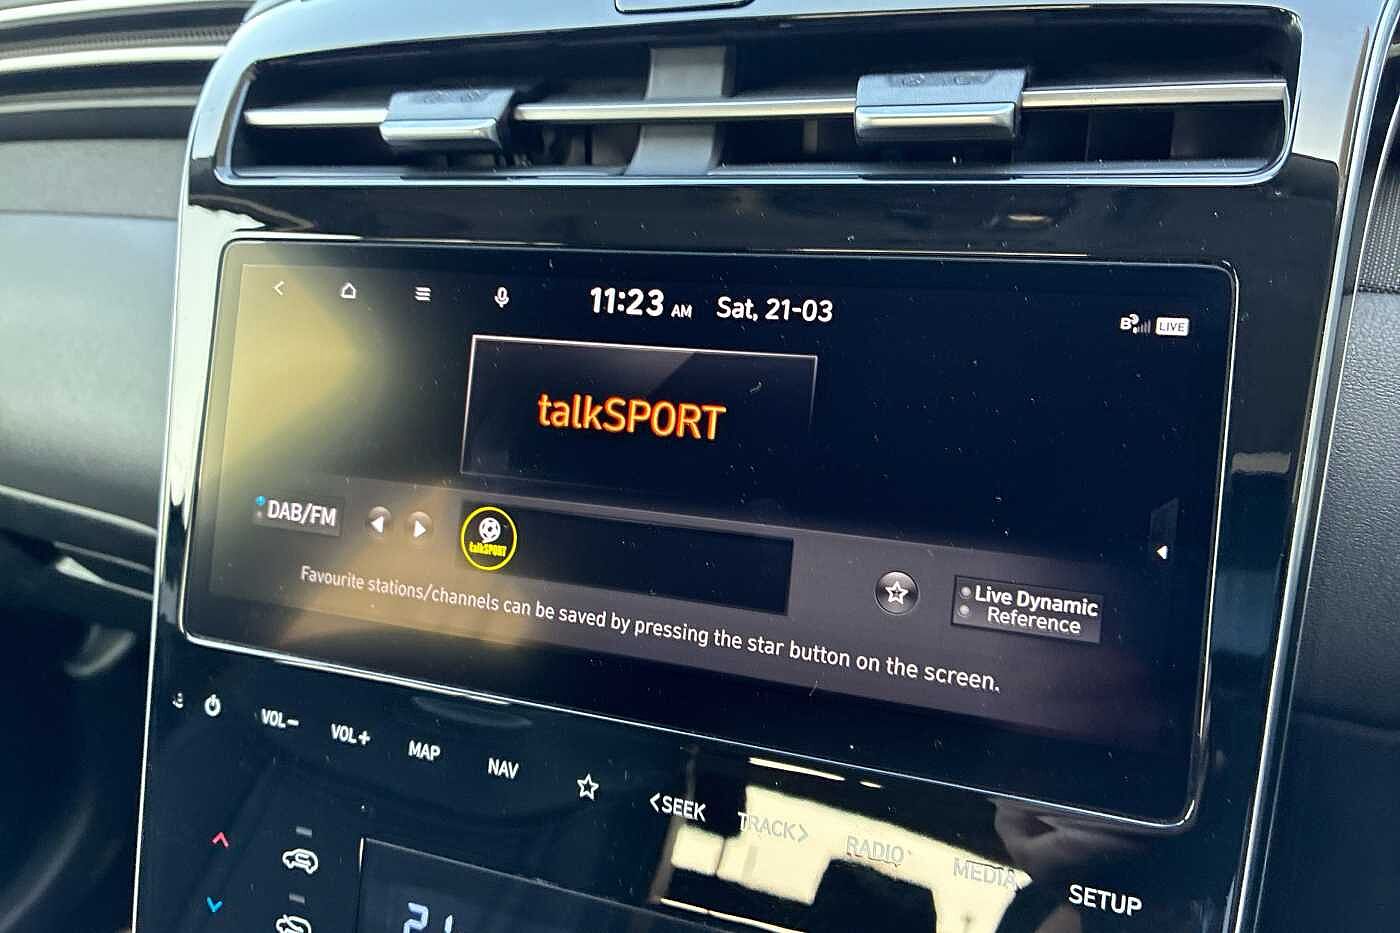 11:23 AM Sat, 21-03
LIVE
talkSPORT
DAB/FM
talkSPORT
Live Dynamic
Reference
Favourite stations/channels can be saved by pressing the star button on the screen.
VOL-
VOL+
MAP
NAV
<SEEK
TRACK>
RADIO
MEDIA
SETUP
21